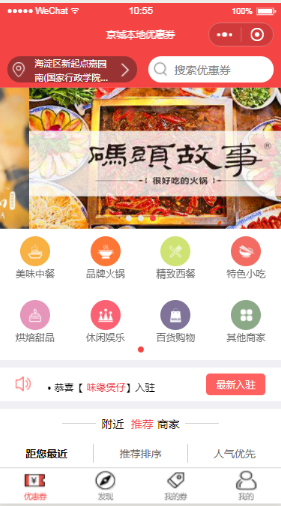 WeChat
10:55
100%
京城本地优惠券
海淀区新起点嘉园
南(国家行政学院...
搜索优惠券
碼頭故事®
很好吃的火锅
美味中餐
品牌火锅
精致西餐
特色小吃
烘焙甜品
休闲娱乐
百货购物
其他商家
• 恭喜【 味缘煲仔】入驻
最新入驻
附近 推荐 商家
距您最近
推荐排序
人气优先
优惠券
发现
我的券
我的